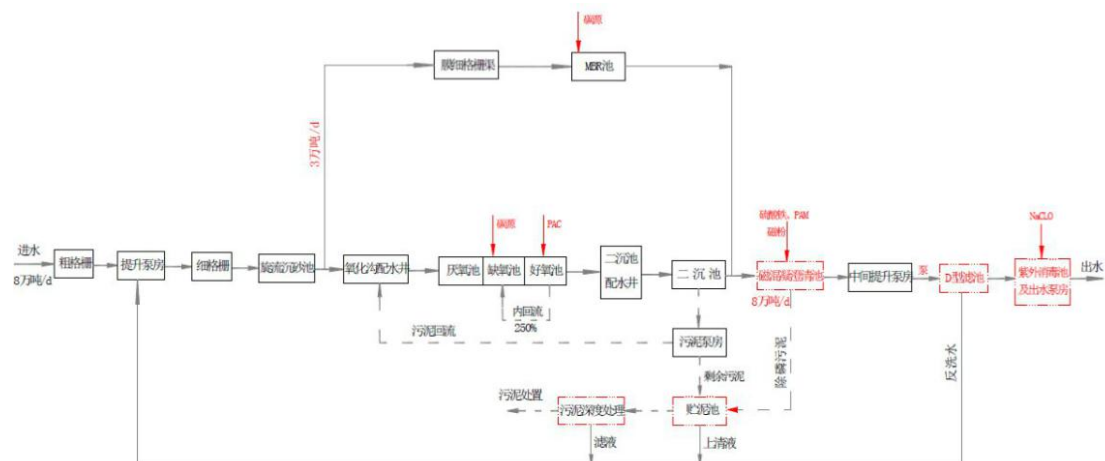 碳源
膜细格栅渠
MBR池
3万吨/d
碳源
PAC
硫酸铁，PAM
磁粉
NaCLO
进水
8万吨/d
粗格栅
提升泵房
细格栅
旋流沉砂池
氧化沟配水井
厌氧池
缺氧池
好氧池
二沉池
配水井
二沉池
磁混凝沉淀池
8万吨/d
中间提升泵房
泵
D型滤池
紫外消毒池
及出水泵房
出水
内回流
250%
污泥回流
污泥泵房
除磷污泥
反洗水
剩余污泥
污泥处置
污泥深度处理
贮泥池
滤液
上清液